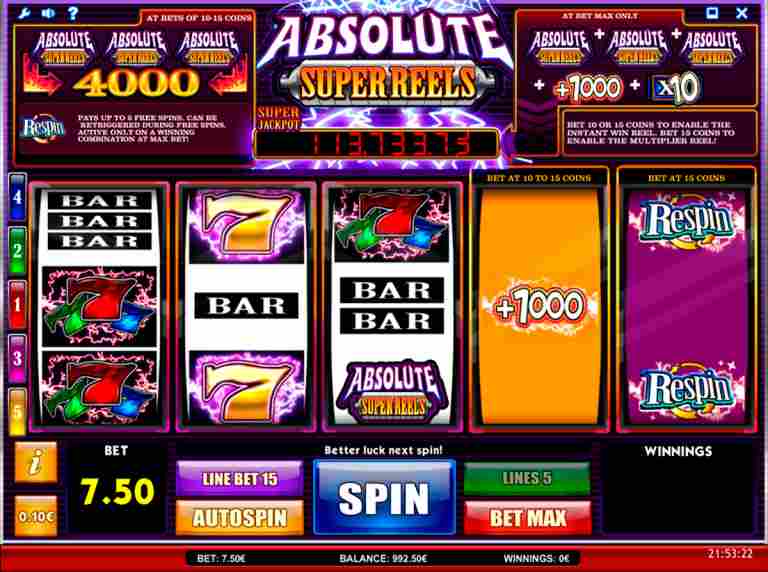 ?
AT BETS OF 10-15 COINS
ABSOLUTE SUPER REELS
ABSOLUTE SUPER REELS
ABSOLUTE SUPER REELS
4000
Respin
PAYS UP TO 5 FREE SPINS. CAN BE
RETRIGGERED DURING FREE SPINS.
ACTIVE ONLY ON A WINNING
COMBINATION AT MAX BET!
ABSOLUTE
SUPER REELS
SUPER
JACKPOT
AT BET MAX ONLY
ABSOLUTE SUPER REELS + ABSOLUTE SUPER REELS + ABSOLUTE SUPER REELS
+ +1000 + X10
BET 10 OR 15 COINS TO ENABLE THE
INSTANT WIN REEL. BET 15 COINS TO
ENABLE THE MULTIPLIER REEL!
BET AT 10 TO 15 COINS
BET AT 15 COINS
4
2
1
3
5
BAR
BAR
BAR
7
7
7
BAR
7
7
BAR
BAR
ABSOLUTE
SUPER REELS
+1000
Respin
Respin
i
0.10€
BET
7.50
Better luck next spin!
LINE BET 15
AUTOSPIN
SPIN
LINES 5
BET MAX
WINNINGS
BET: 7.50€
BALANCE: 992.50€
WINNINGS: 0€
21:53:22